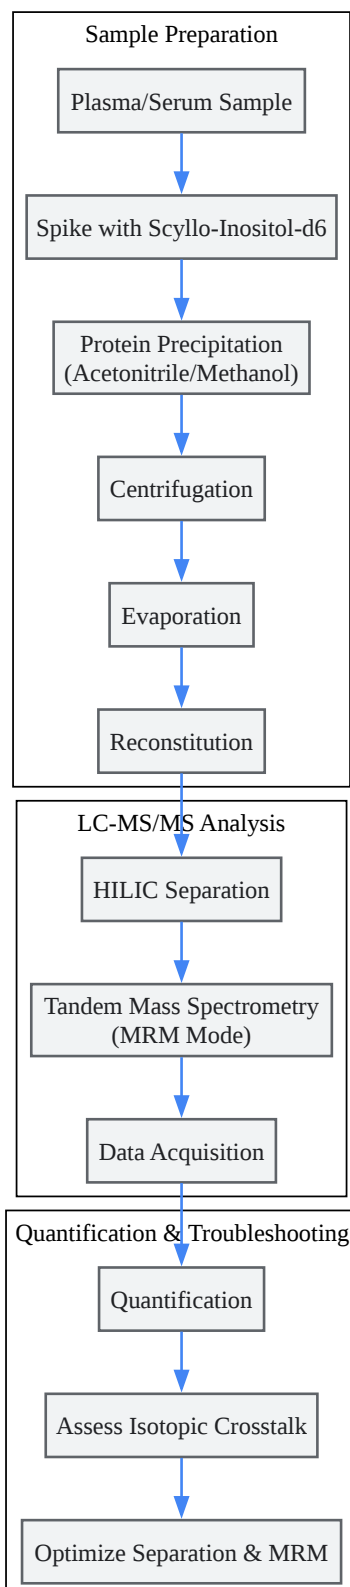 Sample Preparation
Plasma/Serum Sample
Spike with Scyllo-Inositol-d6
Protein Precipitation
(Acetonitrile/Methanol)
Centrifugation
Evaporation
Reconstitution
LC-MS/MS Analysis
HILIC Separation
Tandem Mass Spectrometry
(MRM Mode)
Data Acquisition
Quantification & Troubleshooting
Quantification
Assess Isotopic Crosstalk
Optimize Separation & MRM